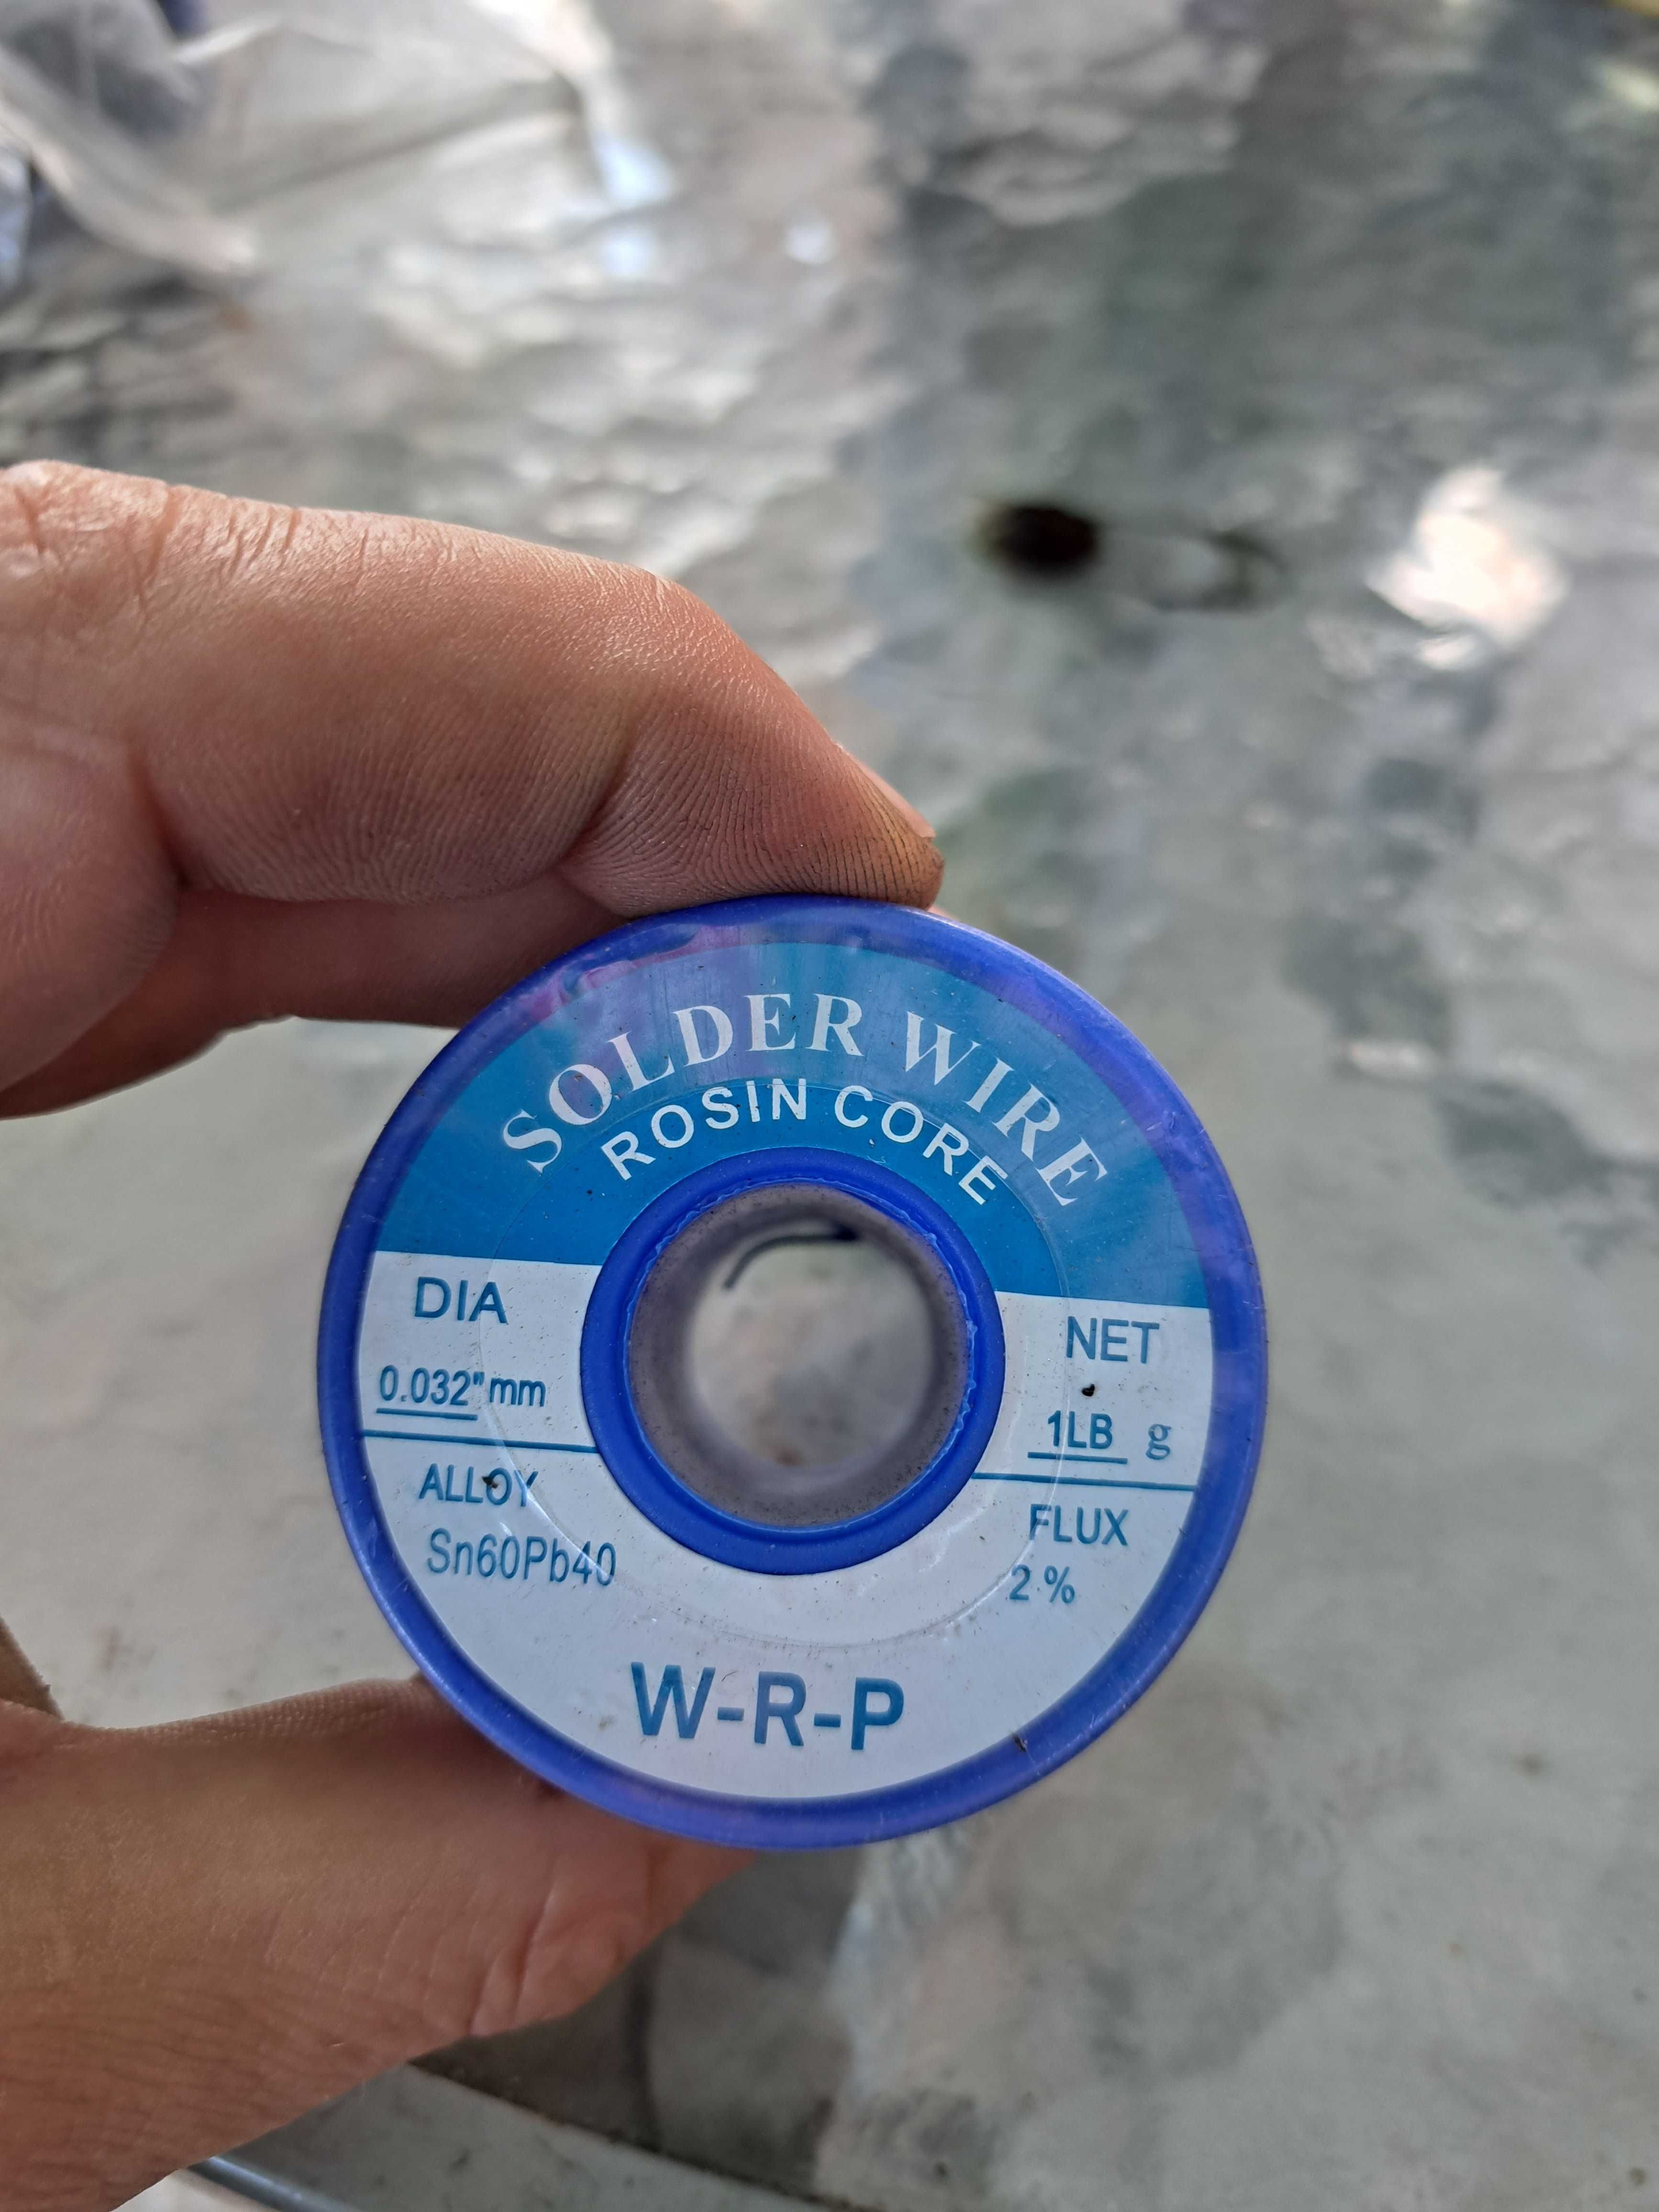 SOLDER WIRE
ROSIN CORE
DIA
0.032" mm
NET
1LB g
ALLOY
Sn60Pb40
FLUX
2 %
W-R-P